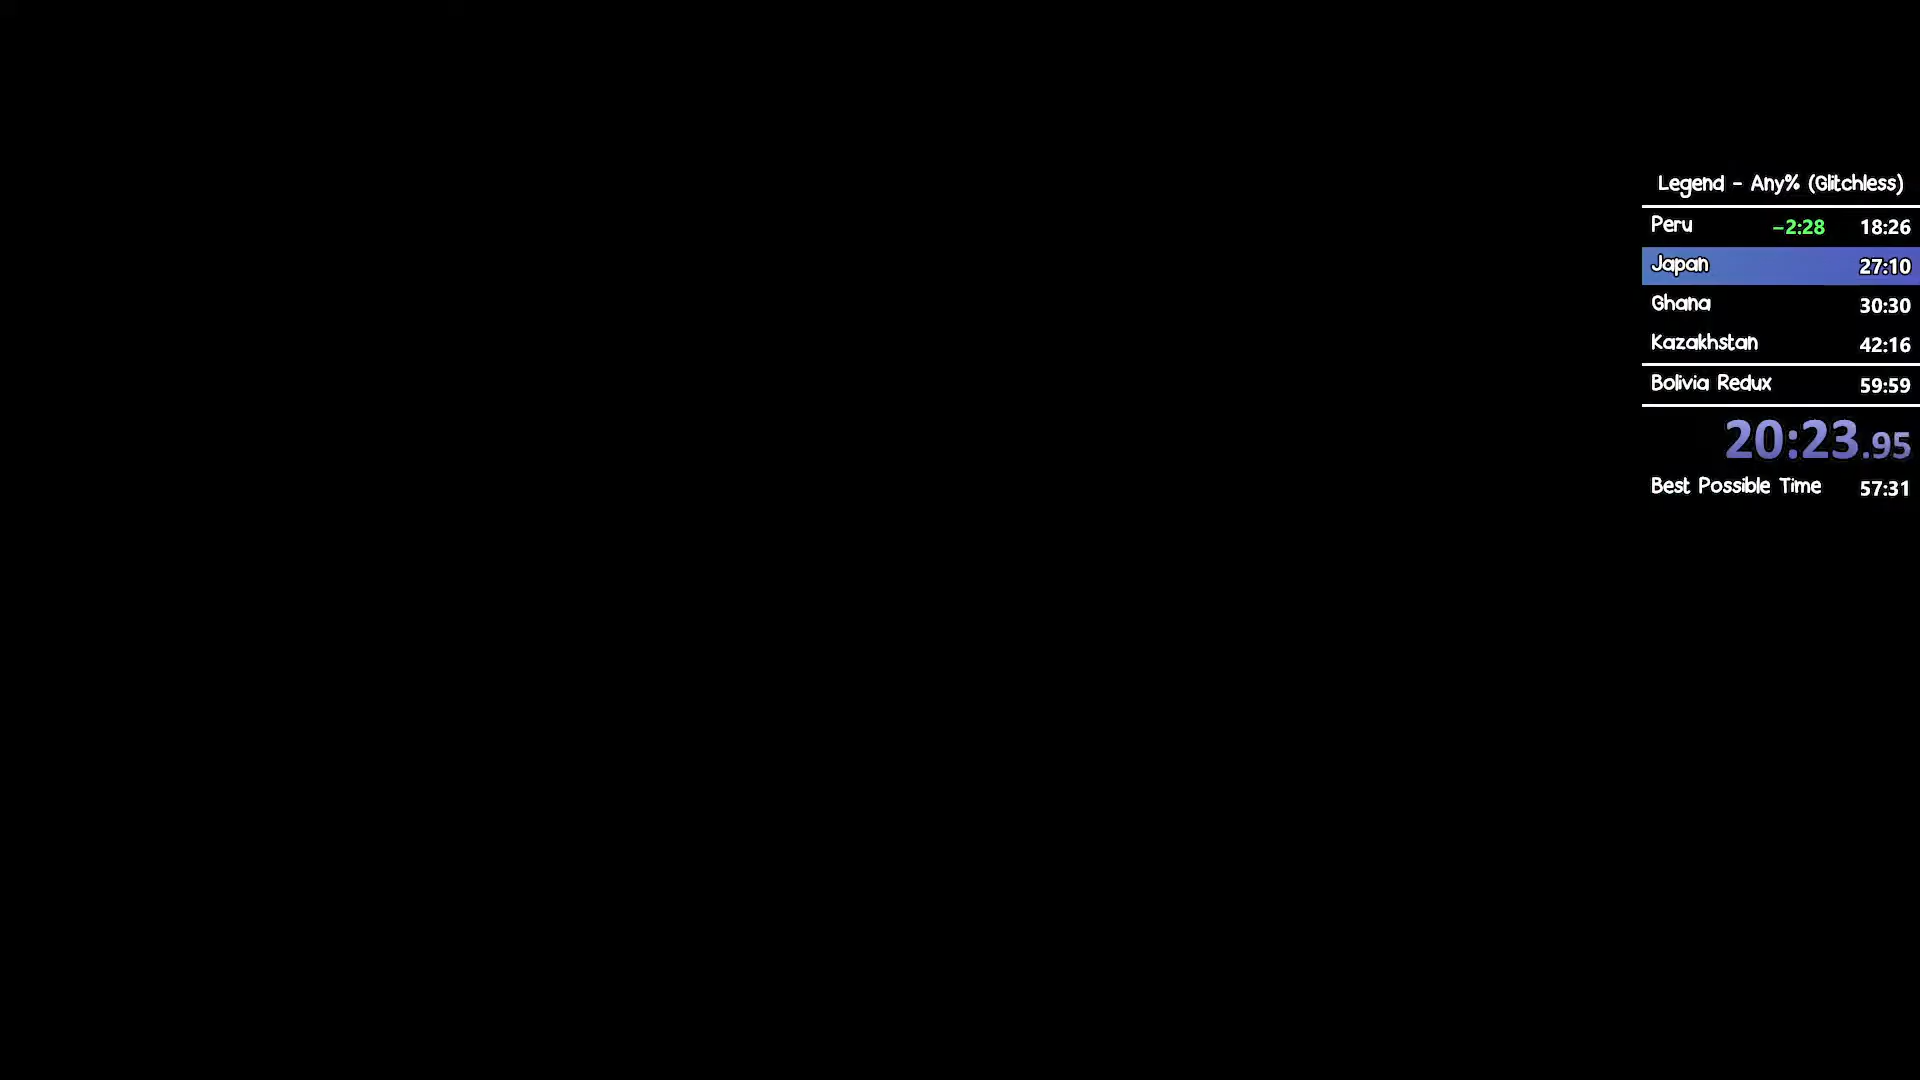 Legend - Any% (Glitchless)
Peru -2:28 18:26
Japan 27:10
Ghana 30:30
Kazakhstan 42:16
Bolivia Redux 59:59
20:23.95
Best Possible Time 57:31